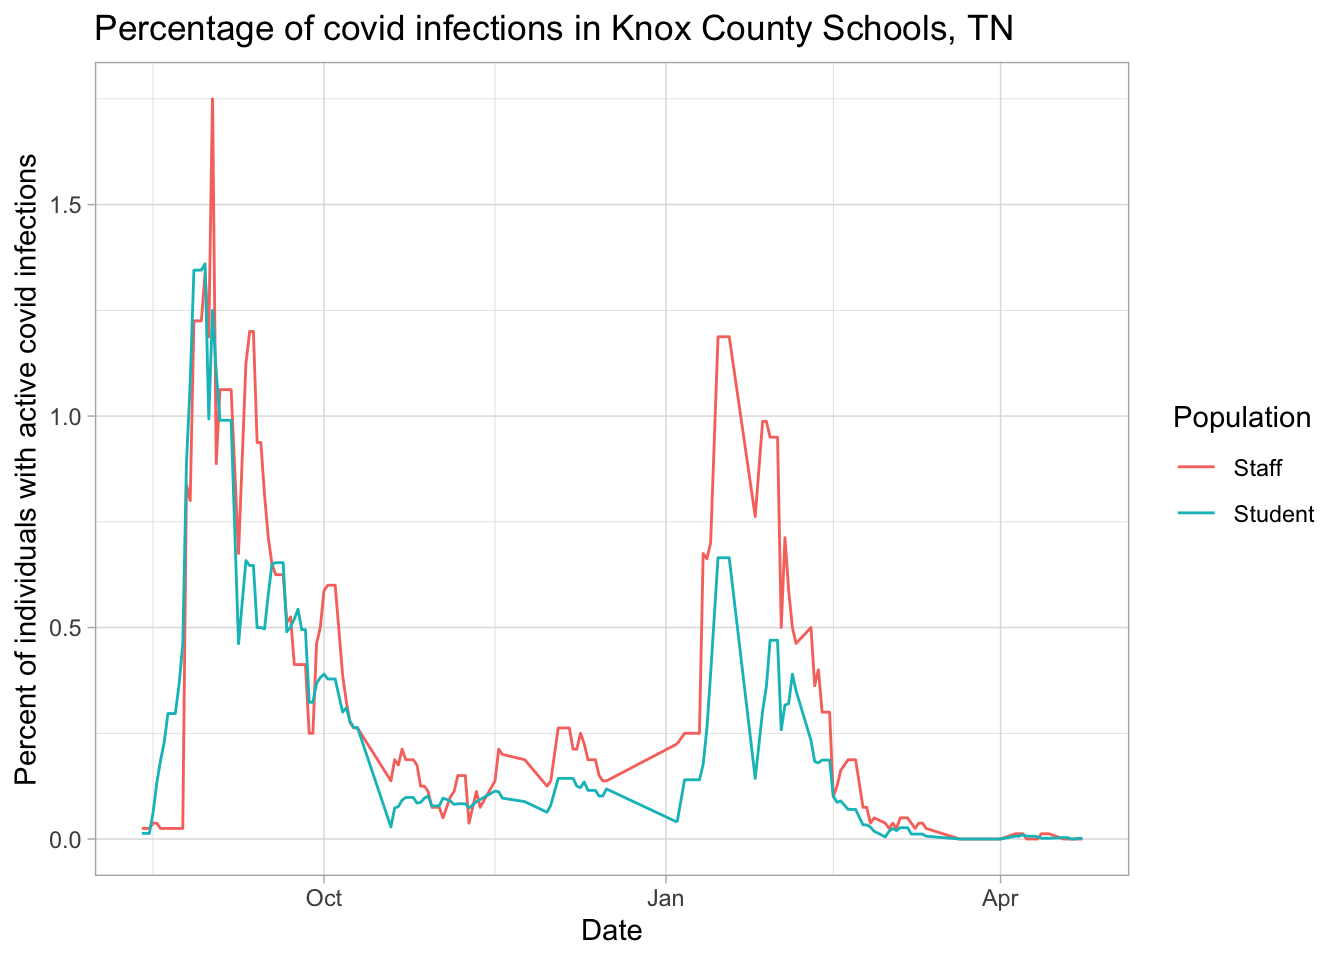 Percentage of covid infections in Knox County Schools, TN
Percent of individuals with active covid infections
1.5
1.0
0.5
0.0
Oct
Jan
Apr
Date
Population
Staff
Student